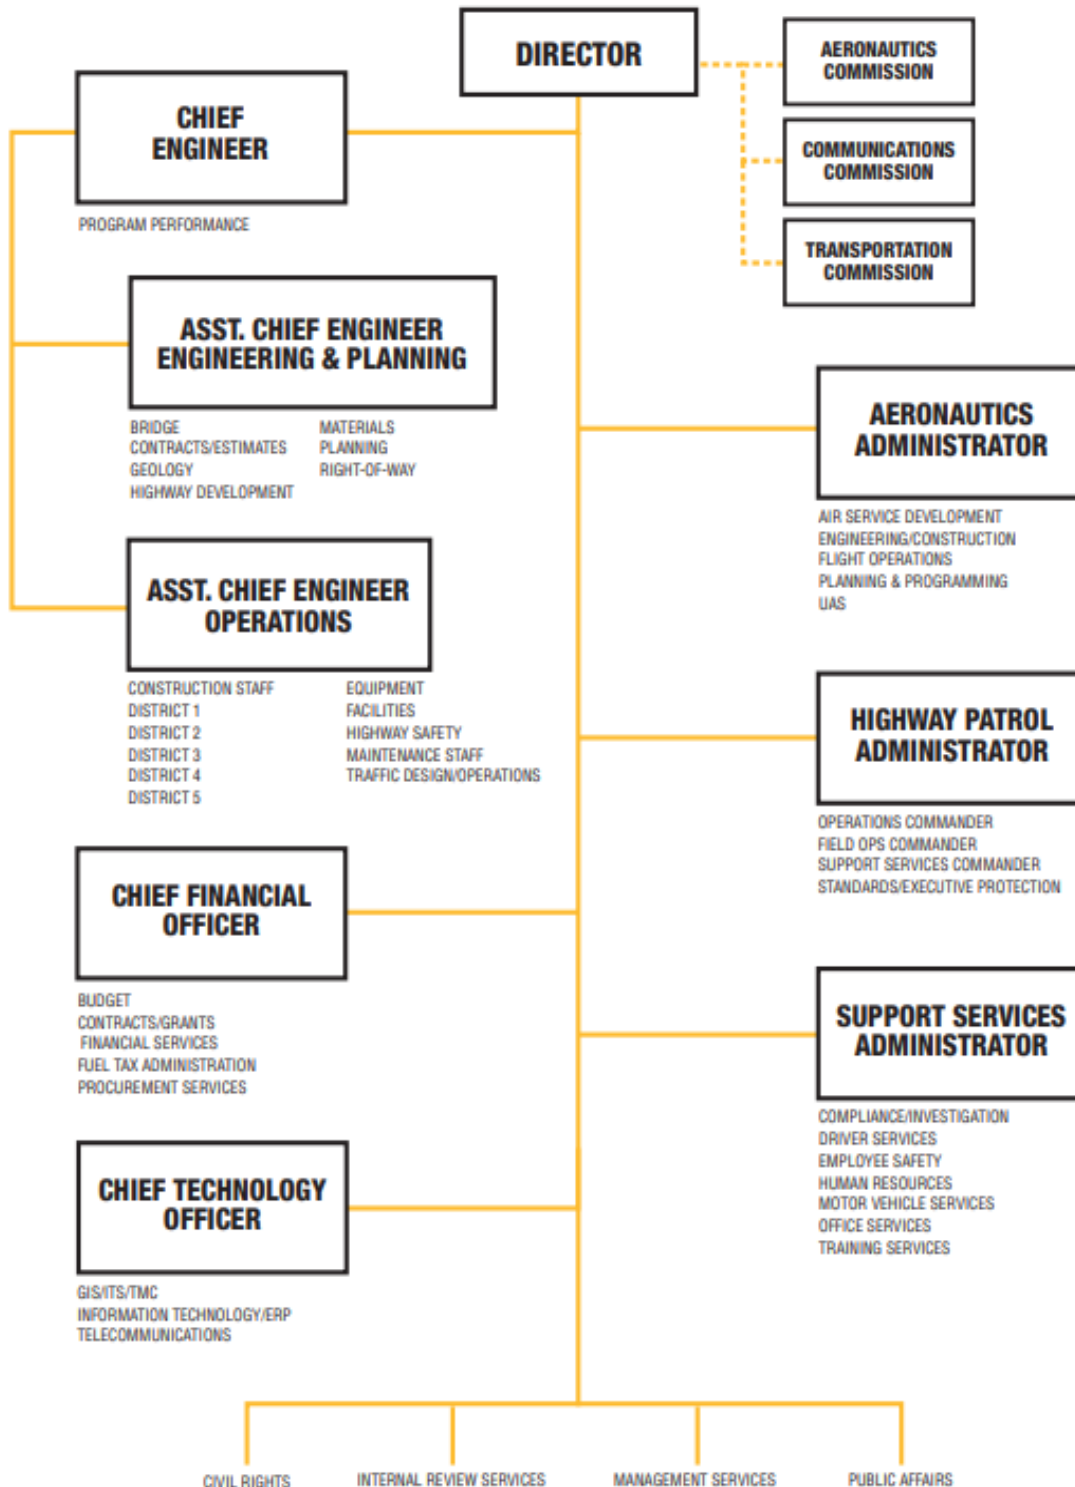 DIRECTOR
AERONAUTICS
COMMISSION
COMMUNICATIONS
COMMISSION
TRANSPORTATION
COMMISSION
CHIEF
ENGINEER
PROGRAM PERFORMANCE
ASST. CHIEF ENGINEER
ENGINEERING & PLANNING
BRIDGE
CONTRACTS/ESTIMATES
GEOLOGY
HIGHWAY DEVELOPMENT
MATERIALS
PLANNING
RIGHT-OF-WAY
ASST. CHIEF ENGINEER
OPERATIONS
CONSTRUCTION STAFF
DISTRICT 1
DISTRICT 2
DISTRICT 3
DISTRICT 4
DISTRICT 5
EQUIPMENT
FACILITIES
HIGHWAY SAFETY
MAINTENANCE STAFF
TRAFFIC DESIGN/OPERATIONS
CHIEF FINANCIAL
OFFICER
BUDGET
CONTRACTS/GRANTS
FINANCIAL SERVICES
FUEL TAX ADMINISTRATION
PROCUREMENT SERVICES
CHIEF TECHNOLOGY
OFFICER
GIS/ITS/TMC
INFORMATION TECHNOLOGY/ERP
TELECOMMUNICATIONS
AERONAUTICS
ADMINISTRATOR
AIR SERVICE DEVELOPMENT
ENGINEERING/CONSTRUCTION
FLIGHT OPERATIONS
PLANNING & PROGRAMMING
UAS
HIGHWAY PATROL
ADMINISTRATOR
OPERATIONS COMMANDER
FIELD OPS COMMANDER
SUPPORT SERVICES COMMANDER
STANDARDS/EXECUTIVE PROTECTION
SUPPORT SERVICES
ADMINISTRATOR
COMPLIANCE/INVESTIGATION
DRIVER SERVICES
EMPLOYEE SAFETY
HUMAN RESOURCES
MOTOR VEHICLE SERVICES
OFFICE SERVICES
TRAINING SERVICES
CIVIL RIGHTS
INTERNAL REVIEW SERVICES
MANAGEMENT SERVICES
PUBLIC AFFAIRS